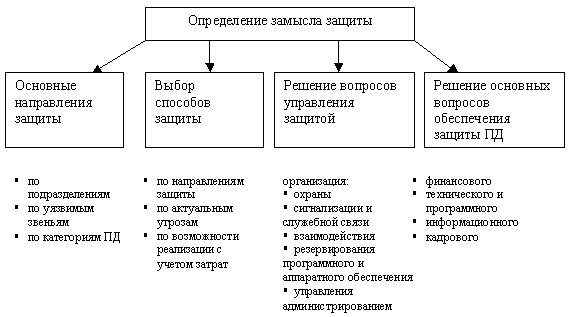 Определение замысла защиты
Основные
направления
защиты
Выбор
способов
защиты
Решение вопросов
управления
защитой
Решение основных
вопросов
обеспечения
защиты ПД
▪ по
подразделениям
▪ по уязвимым
звеньям
▪ по категориям ПД
▪ по направлениям
защиты
▪ по актуальным
угрозам
▪ по возможности
реализации с
учетом затрат
организация:
▪ охраны
▪ сигнализации и
служебной связи
▪ взаимодействия
▪ резервирования
программного и
аппаратного обеспечения
▪ управления
администрированием
▪ финансового
▪ технического и
программного
▪ информационного
▪ кадрового